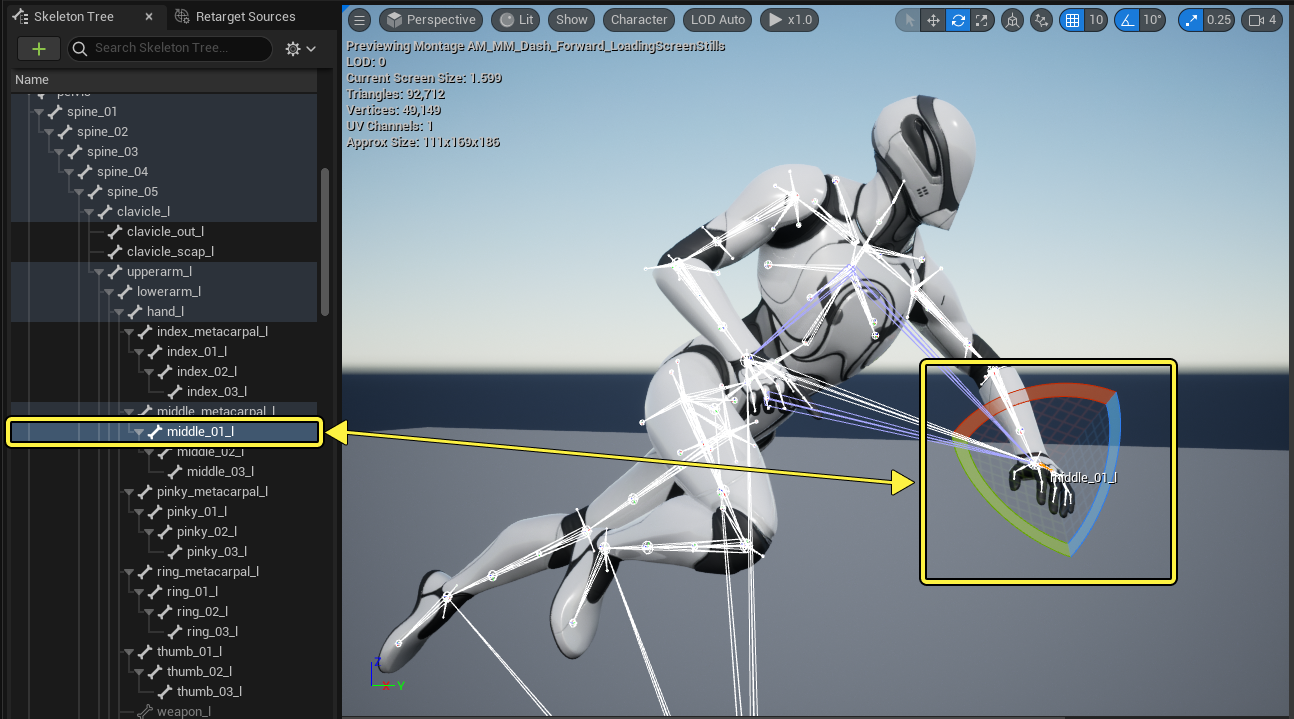 Skeleton Tree
Retarget Sources
Search Skeleton Tree...
Name
pelvis
spine_01
spine_02
spine_03
spine_04
spine_05
clavicle_l
clavicle_out_l
clavicle_scap_l
upperarm_l
lowerarm_l
hand_l
index_metacarpal_l
index_01_l
index_02_l
index_03_l
middle_metacarpal_l
middle_01_l
middle_02_l
middle_03_l
pinky_metacarpal_l
pinky_01_l
pinky_02_l
pinky_03_l
ring_metacarpal_l
ring_01_l
ring_02_l
ring_03_l
thumb_01_l
thumb_02_l
thumb_03_l
weapon_l
Perspective Lit Show Character LOD Auto x1.0 10 10° 0.25 4
Previewing Montage AM_MM_Dash_Forward_LoadingScreenStills
LOD: 0
Current Screen Size: 1.599
Triangles: 92,712
Vertices: 49,149
UV Channels: 1
Approx Size: 111x169x186
middle_01_l
Z
X Y